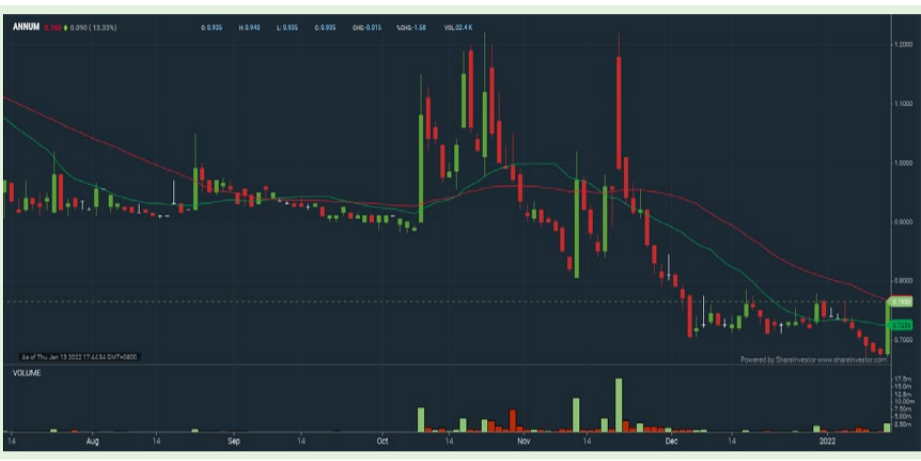 ANNUM 0.765 0.090 (13.33%) O: 0.935 H: 0.940 L: 0.935 C: 0.935 CHG:-0.015 %CHG:-1.58 VOL:32.4 K
1.2000
1.1000
1.0000
0.9000
0.8000
0.7650
0.7250
0.7000
As of Thu Jan 13 2022 17:44:34 GMT+0800
Powered by ShareInvestor www.shareinvestor.com
VOLUME
17.5m
15.0m
12.5m
10.00m
7.50m
5.00m
2.50m
14 Aug 14 Sep 14 Oct 14 Nov 14 Dec 14 2022